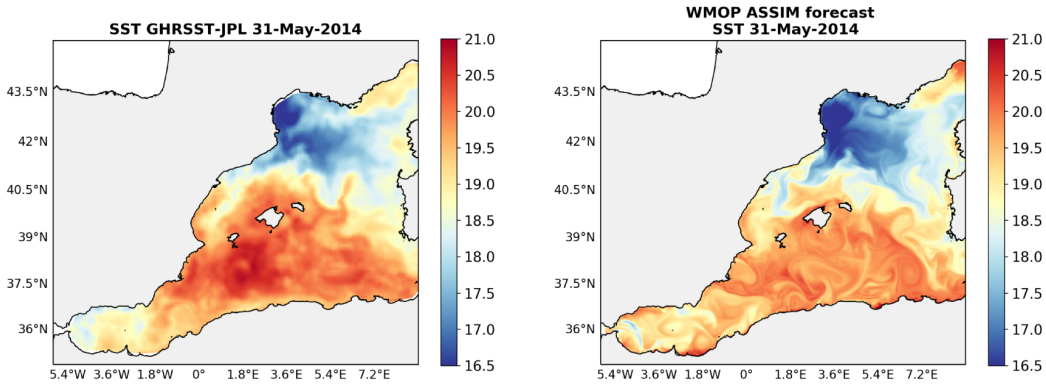 SST GHRSST-JPL 31-May-2014
43.5°N
42°N
40.5°N
39°N
37.5°N
36°N
5.4°W 3.6°W 1.8°W 0° 1.8°E 3.6°E 5.4°E 7.2°E
21.0
20.5
20.0
19.5
19.0
18.5
18.0
17.5
17.0
16.5
WMOP ASSIM forecast
SST 31-May-2014
43.5°N
42°N
40.5°N
39°N
37.5°N
36°N
5.4°W 3.6°W 1.8°W 0° 1.8°E 3.6°E 5.4°E 7.2°E
21.0
20.5
20.0
19.5
19.0
18.5
18.0
17.5
17.0
16.5